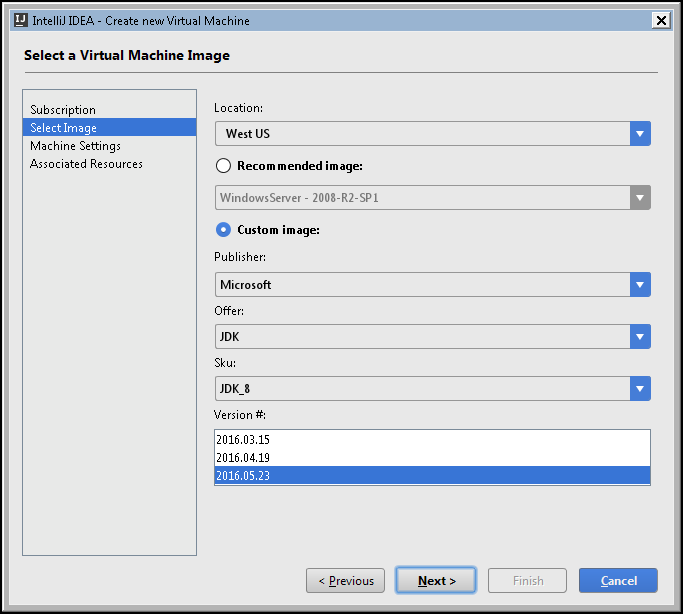 IJ IntelliJ IDEA - Create new Virtual Machine
Select a Virtual Machine Image
Subscription
Select Image
Machine Settings
Associated Resources
Location:
West US
Recommended image:
WindowsServer - 2008-R2-SP1
Custom image:
Publisher:
Microsoft
Offer:
JDK
Sku:
JDK_8
Version #:
2016.03.15
2016.04.19
2016.05.23
< Previous
Next >
Finish
Cancel